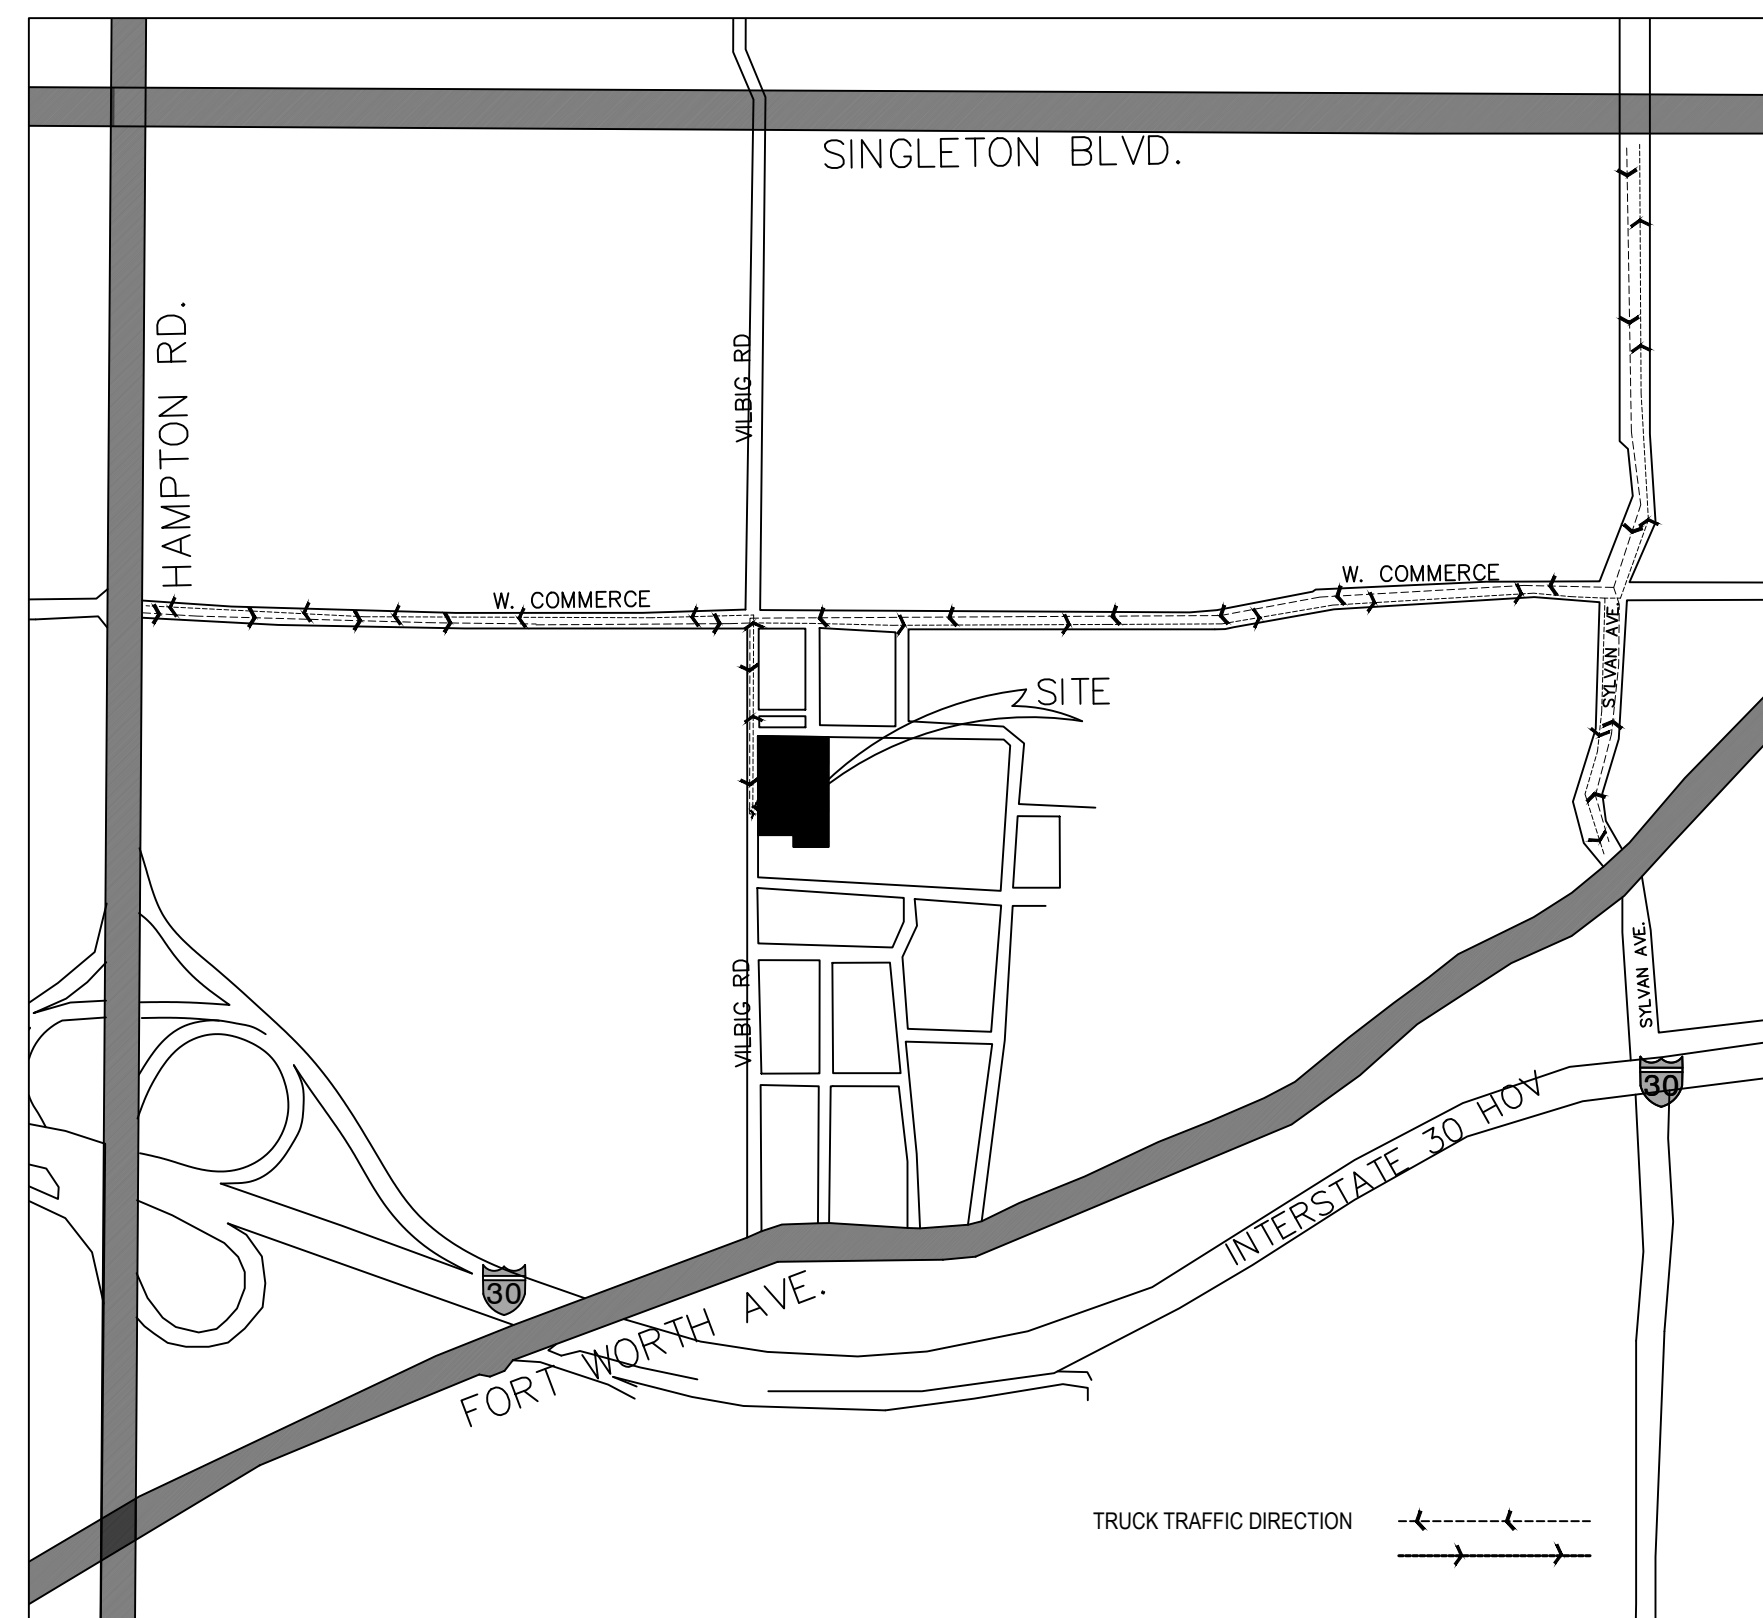 SINGLETON BLVD.
HAMPTON RD.
VILBIG RD
W. COMMERCE
W. COMMERCE
SYLVAN AVE.
SITE
SYLVAN AVE.
VILBIG RD
30
INTERSTATE 30 HOV
30
FORT WORTH AVE.
TRUCK TRAFFIC DIRECTION